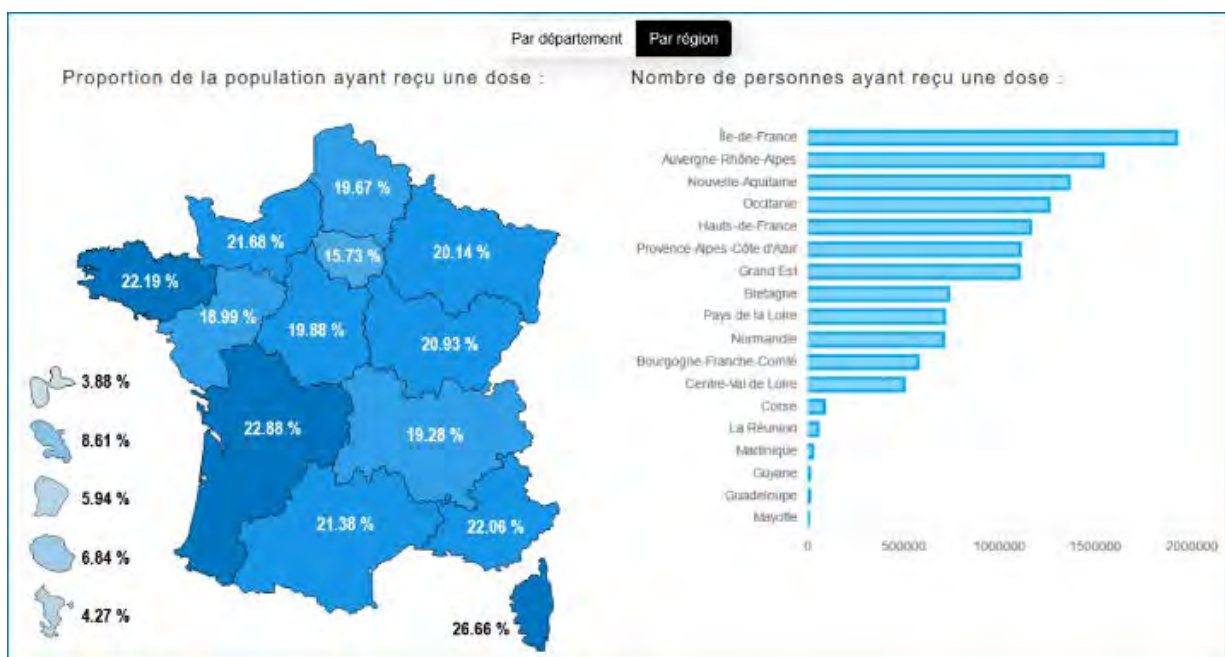 Par département Par région
Proportion de la population ayant reçu une dose :
19.67 %
21.68 %
15.73 %
20.14 %
22.19 %
18.99 %
19.88 %
20.93 %
3.88 %
22.88 %
19.28 %
8.61 %
5.94 %
21.38 %
22.06 %
6.84 %
4.27 %
26.66 %
Nombre de personnes ayant reçu une dose :
Île-de-France
Auvergne-Rhône-Alpes
Nouvelle-Aquitaine
Occitanie
Hauts-de-France
Provence-Alpes-Côte d'Azur
Grand Est
Bretagne
Pays de la Loire
Normandie
Bourgogne-Franche-Comté
Centre-Val de Loire
Corse
La Réunion
Martinique
Guyane
Guadeloupe
Mayotte
0 500000 1000000 1500000 2000000